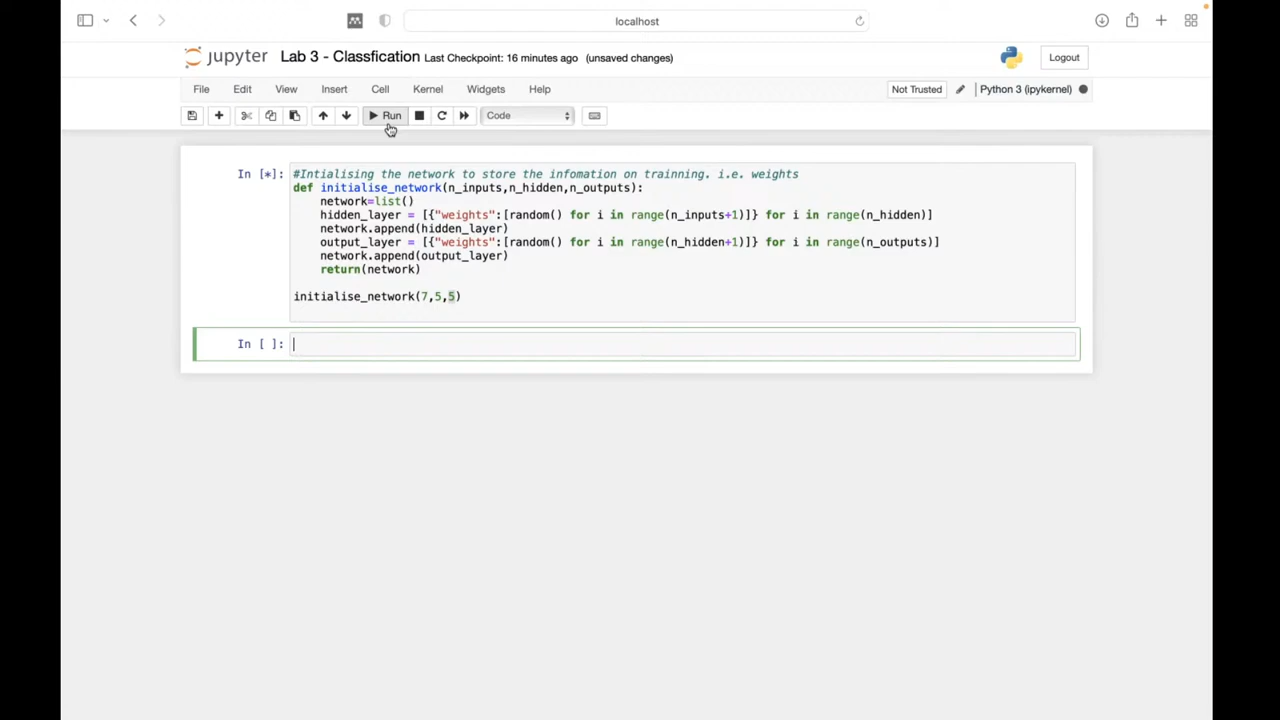 localhost
jupyter Lab 3 - Classfication Last Checkpoint: 16 minutes ago (unsaved changes) Logout
File Edit View Insert Cell Kernel Widgets Help Not Trusted Python 3 (ipykernel)
Run Code
In [*]: #Intialising the network to store the infomation on trainning. i.e. weights
def initialise_network(n_inputs,n_hidden,n_outputs):
    network=list()
    hidden_layer = [{"weights":[random() for i in range(n_inputs+1)]} for i in range(n_hidden)]
    network.append(hidden_layer)
    output_layer = [{"weights":[random() for i in range(n_hidden+1)]} for i in range(n_outputs)]
    network.append(output_layer)
    return(network)
initialise_network(7,5,5)
In [ ]: